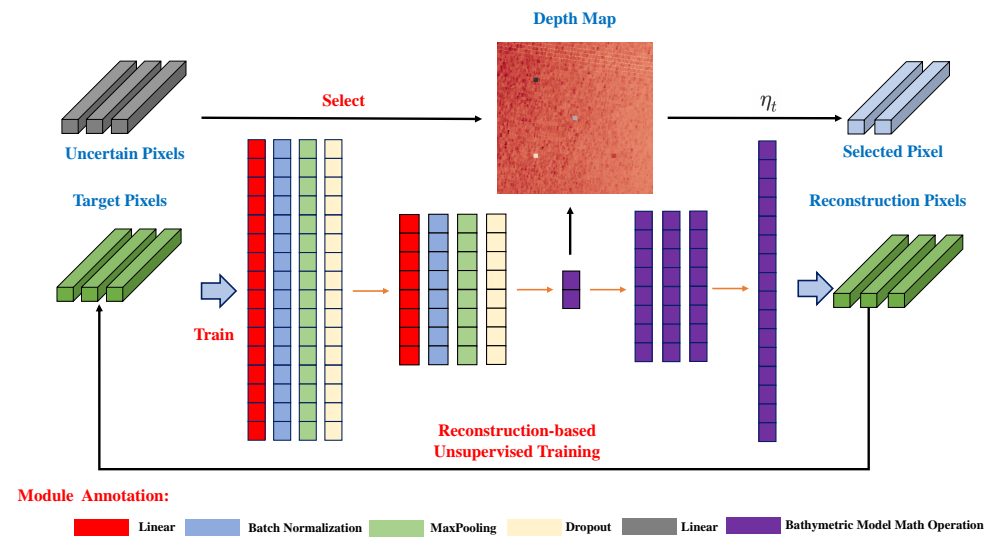 Depth Map
Select
η_t
Uncertain Pixels
Selected Pixel
Target Pixels
Reconstruction Pixels
Train
Reconstruction-based
Unsupervised Training
Module Annotation:
Linear
Batch Normalization
MaxPooling
Dropout
Linear
Bathymetric Model Math Operation